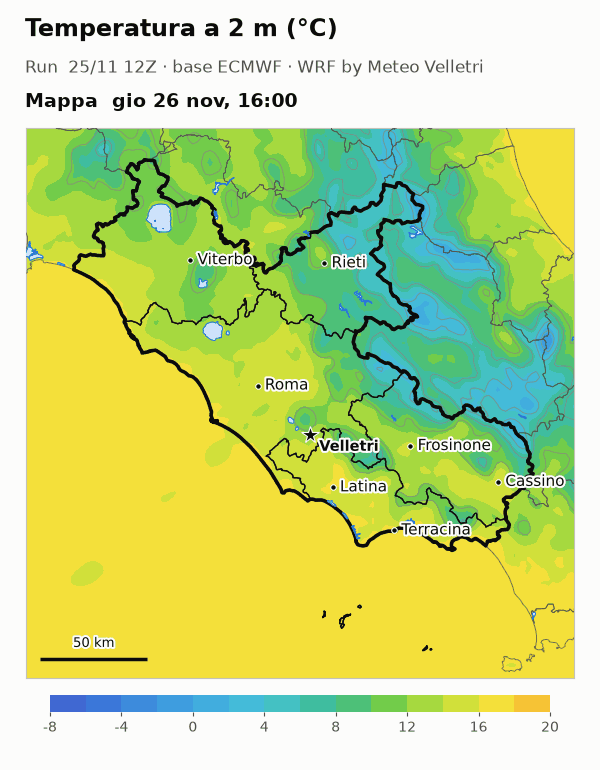 Temperatura a 2 m (°C)
Run  25/11 12Z · base ECMWF · WRF by Meteo Velletri
Mappa  gio 26 nov, 16:00
Viterbo
Rieti
Roma
Velletri
Frosinone
Latina
Cassino
Terracina
50 km
-8 -4 0 4 8 12 16 20